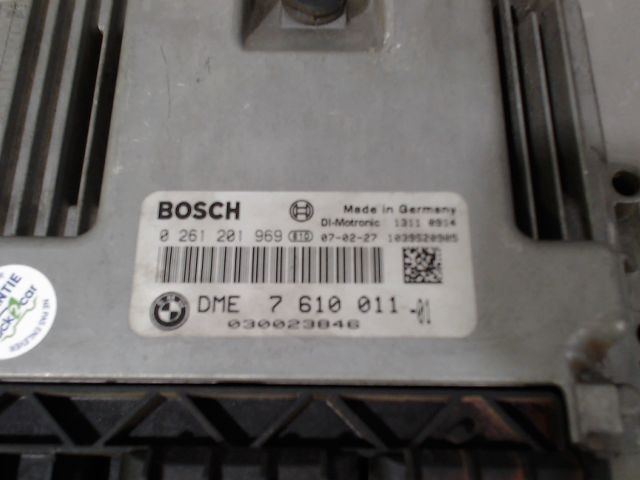 BOSCH
Made in Germany
DI-Motronic 1311 0914
0 261 201 969 B10 07-02-27 1039S20905
DME 7 610 011 -01
030023846